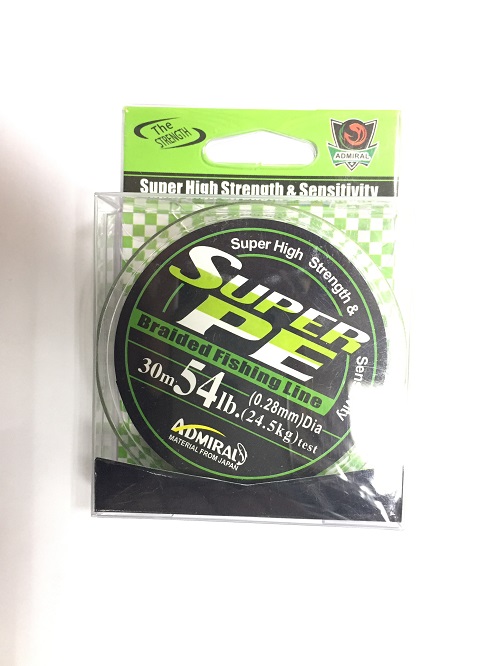 The
STRENGTH
ADMIRAL
Super High Strength & Sensitivity
Super High Strength & Sensitivity
SUPER
PE
Braided Fishing Line
30m-54lb.
(0.28mm)Dia
(24.5kg)test
ADMIRAL
MATERIAL FROM JAPAN